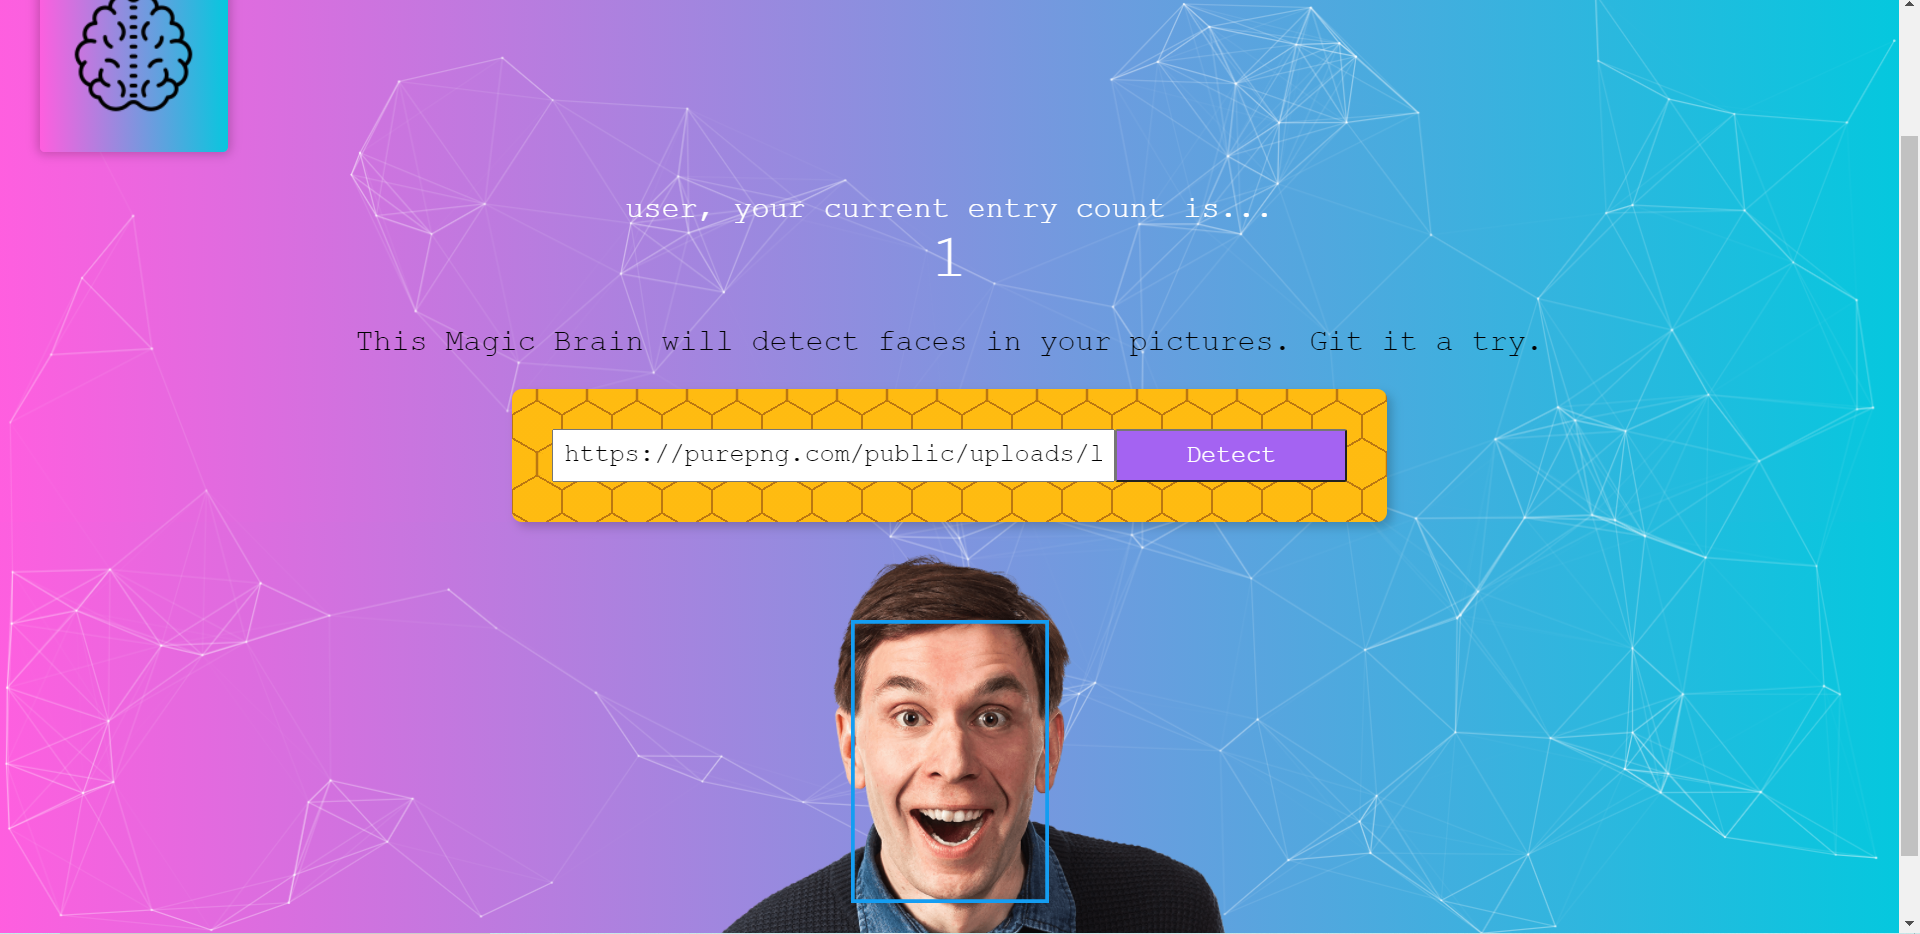 user, your current entry count is...
1
This Magic Brain will detect faces in your pictures. Git it a try.
https://purepng.com/public/uploads/l
Detect